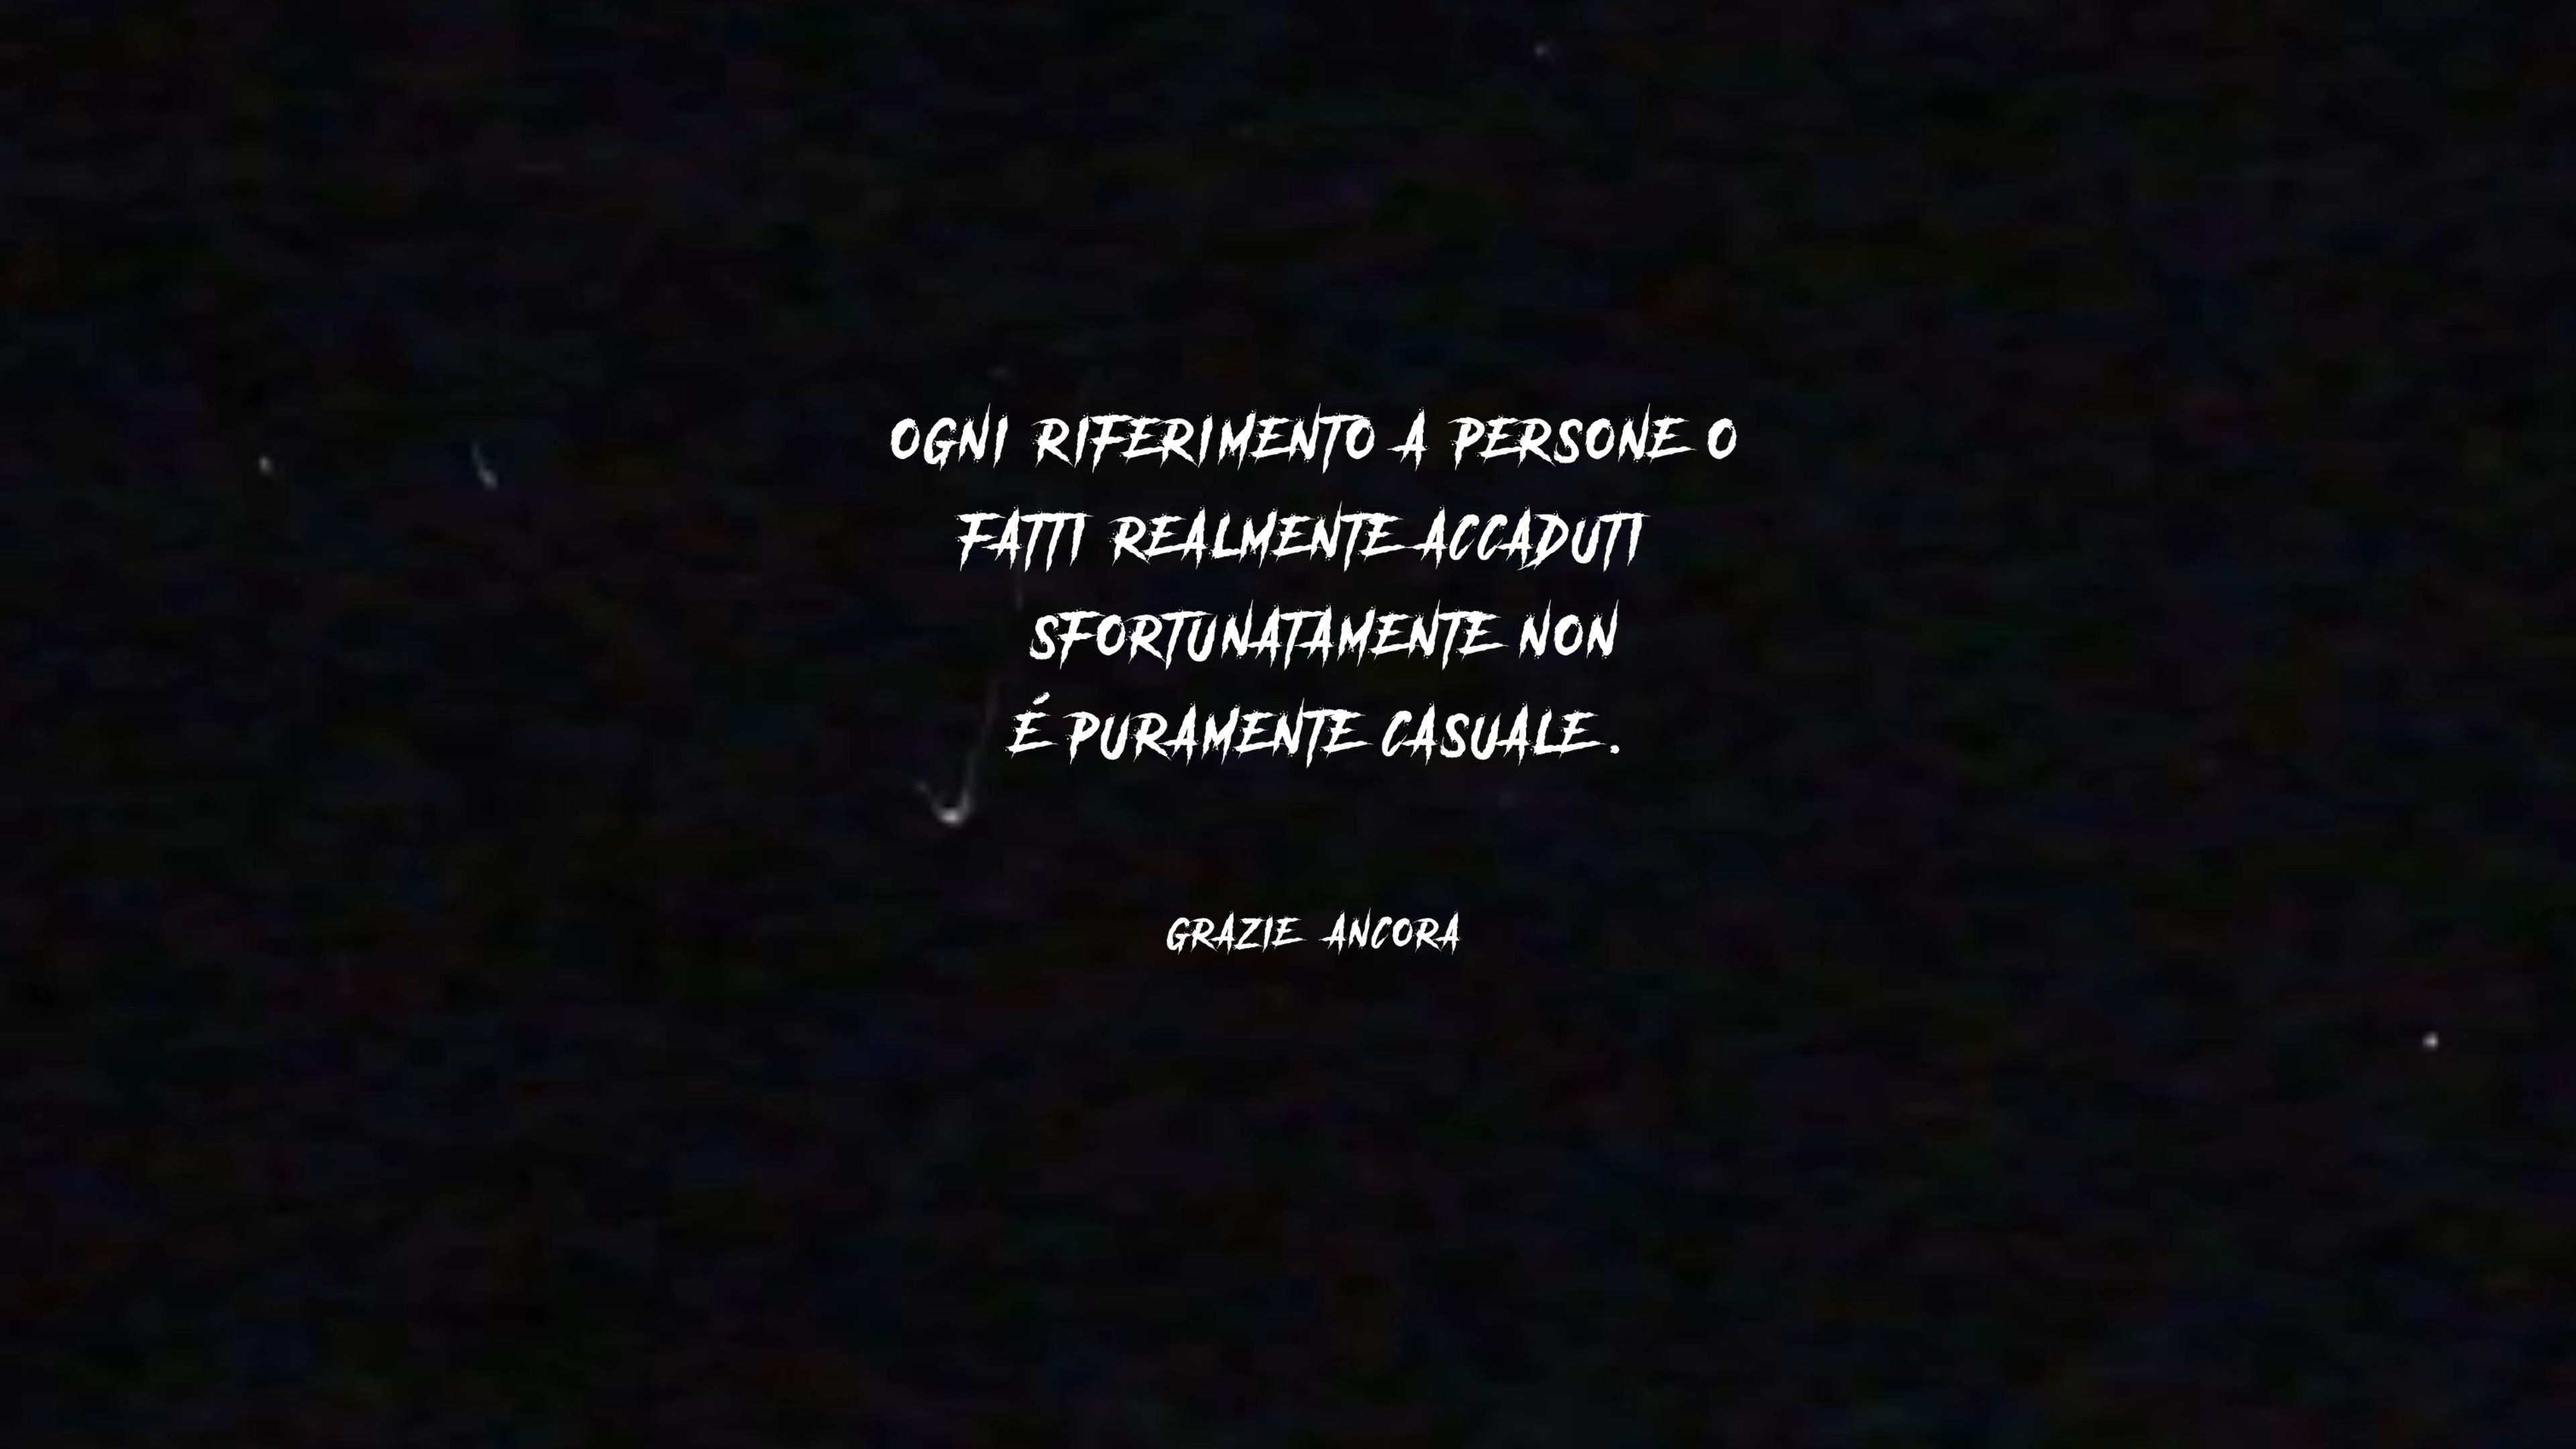 OGNI RIFERIMENTO A PERSONE O
FATTI REALMENTE ACCADUTI
SFORTUNATAMENTE NON
É PURAMENTE CASUALE.
GRAZIE ANCORA